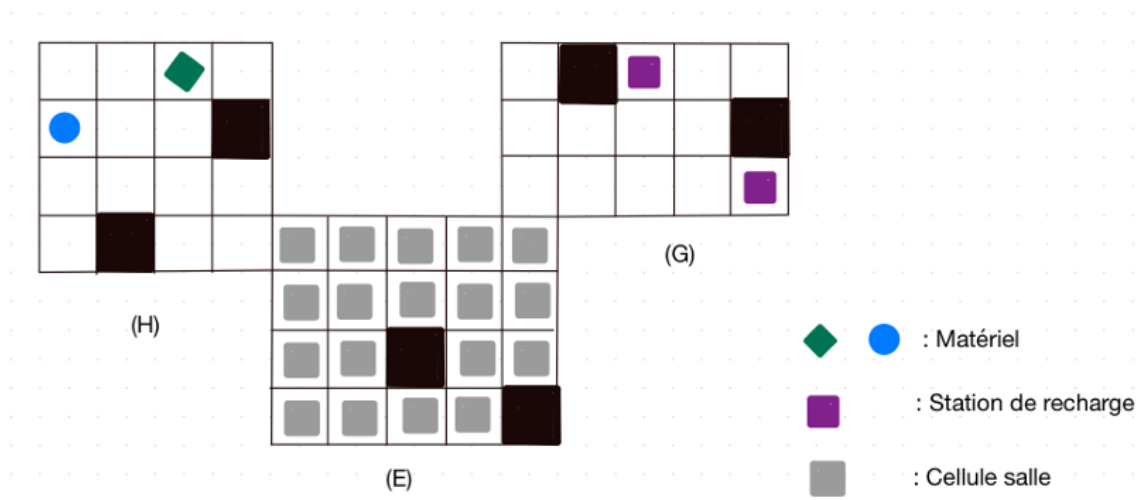 (G)
(H)
: Matériel
: Station de recharge
(E)
: Cellule salle